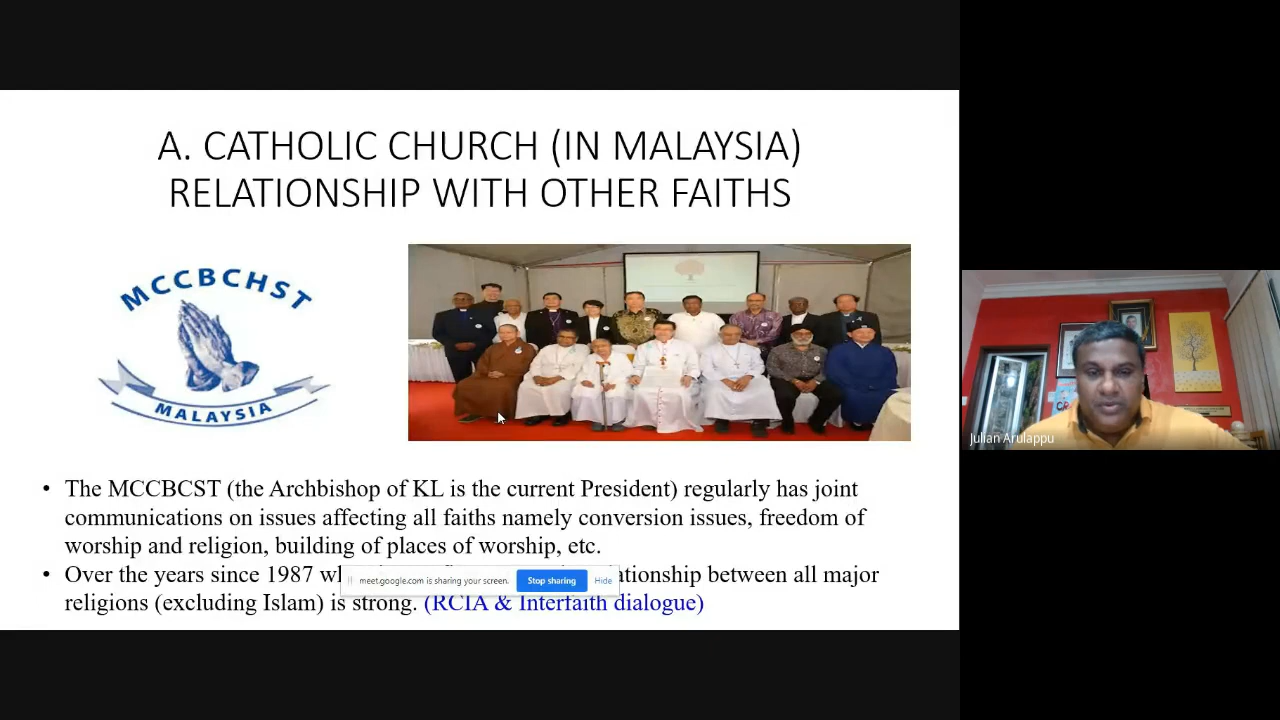 A. CATHOLIC CHURCH (IN MALAYSIA)
RELATIONSHIP WITH OTHER FAITHS
MCCBCHST
MALAYSIA
• The MCCBCST (the Archbishop of KL is the current President) regularly has joint
communications on issues affecting all faiths namely conversion issues, freedom of
worship and religion, building of places of worship, etc.
• Over the years since 1987 between all major
meet.google.com is sharing your screen. Stop sharing Hide
religions (excluding Islam) is strong. (RCIA & Interfaith dialogue)
Julian Arulappu